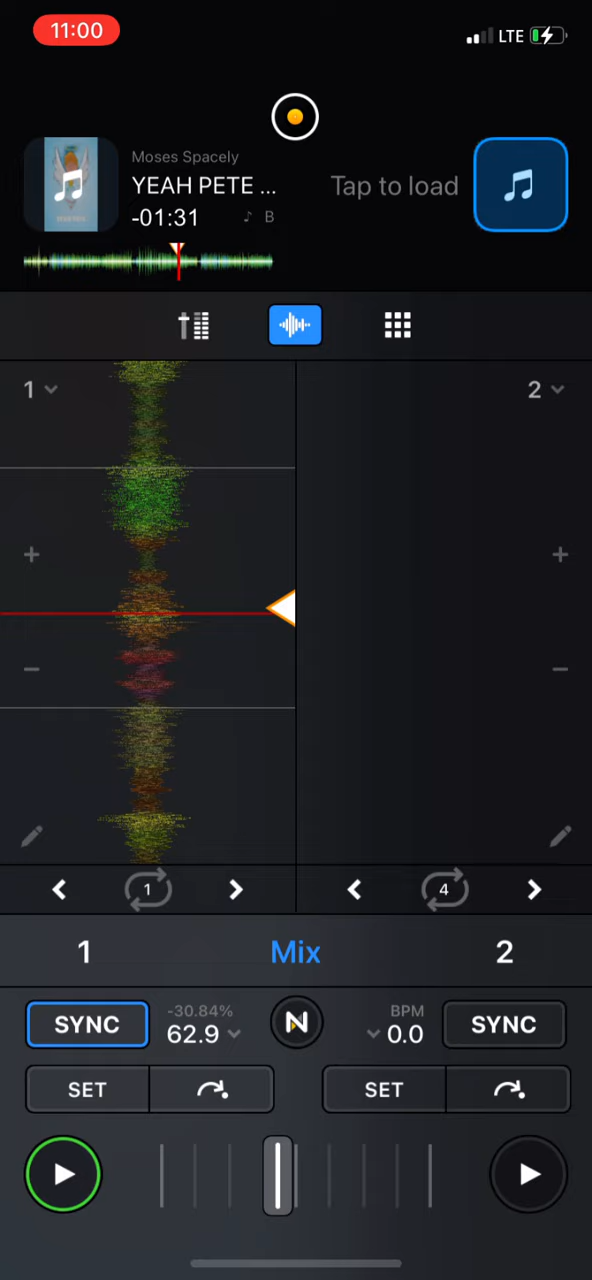 11:00
LTE
Moses Spacely
YEAH PETE ...
-01:31
B
Tap to load
1
2
1
4
1
Mix
2
SYNC
-30.84%
62.9
N
BPM
0.0
SYNC
SET
SET